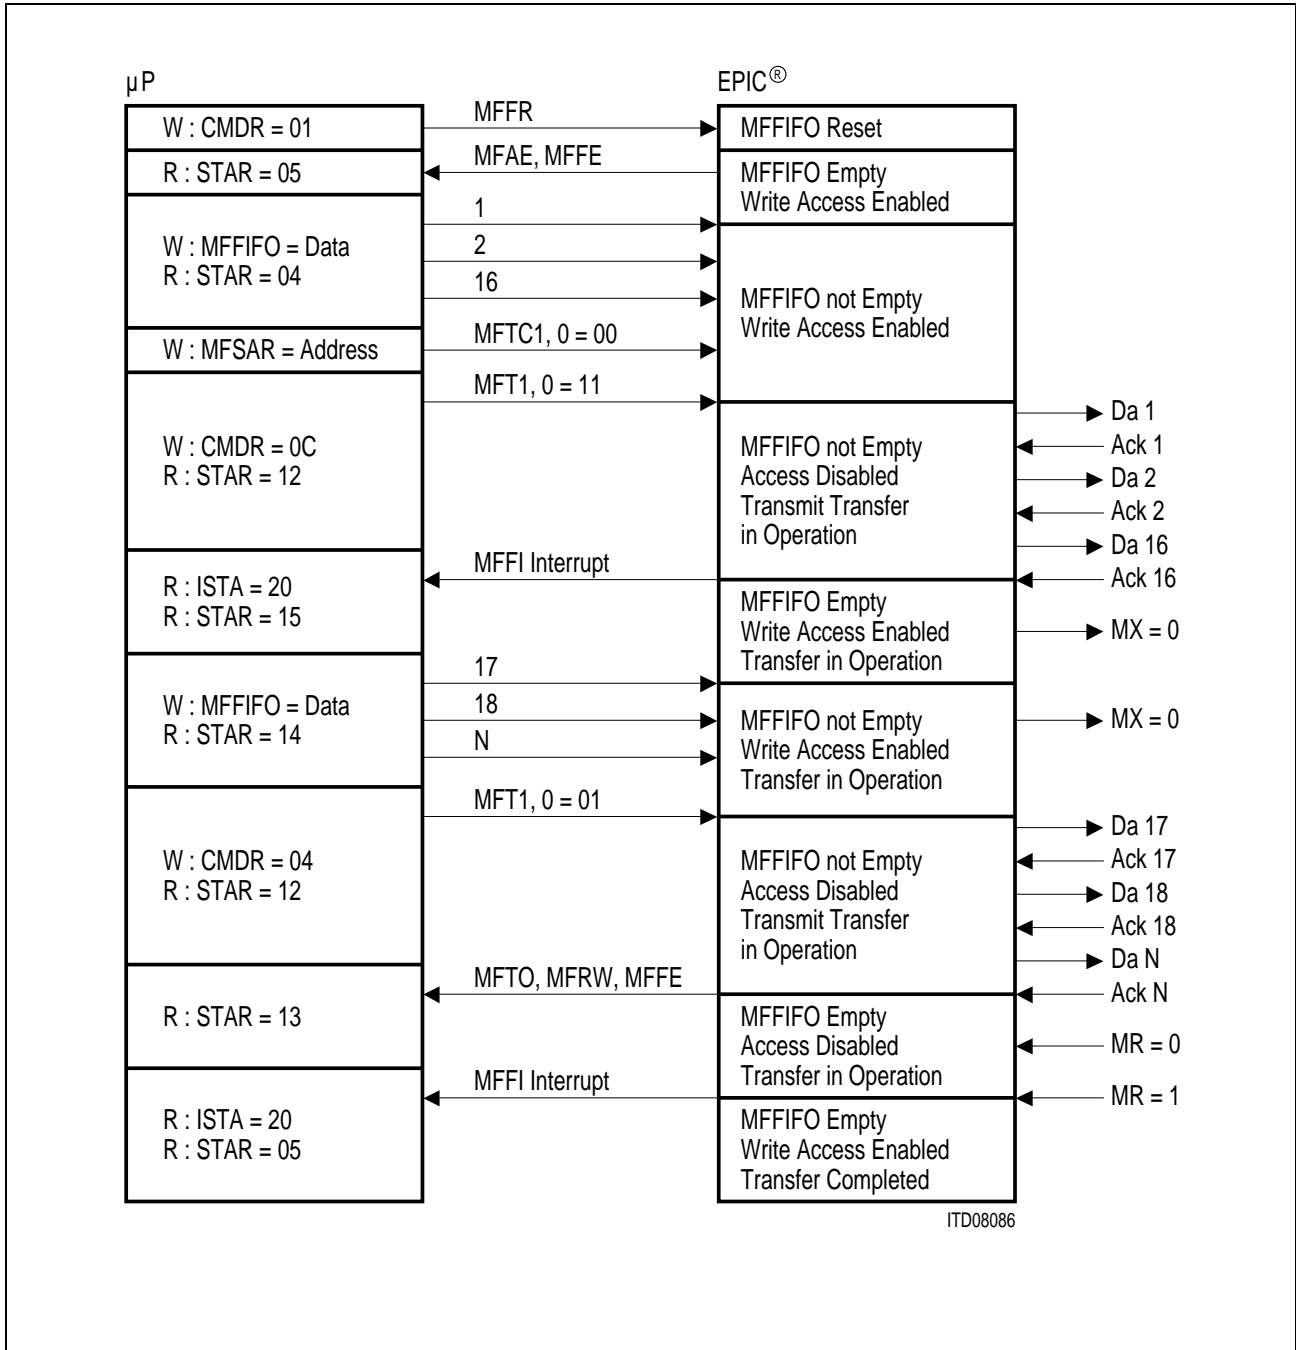 µP
EPIC®
W : CMDR = 01
MFFR
MFFIFO Reset
R : STAR = 05
MFAE, MFFE
MFFIFO Empty
Write Access Enabled
W : MFFIFO = Data
R : STAR = 04
1
2
16
MFFIFO not Empty
Write Access Enabled
W : MFSAR = Address
MFTC1, 0 = 00
MFT1, 0 = 11
W : CMDR = 0C
R : STAR = 12
MFFIFO not Empty
Access Disabled
Transmit Transfer
in Operation
Da 1
Ack 1
Da 2
Ack 2
Da 16
Ack 16
MFFI Interrupt
R : ISTA = 20
R : STAR = 15
MFFIFO Empty
Write Access Enabled
Transfer in Operation
MX = 0
W : MFFIFO = Data
R : STAR = 14
17
18
N
MFFIFO not Empty
Write Access Enabled
Transfer in Operation
MX = 0
MFT1, 0 = 01
W : CMDR = 04
R : STAR = 12
MFFIFO not Empty
Access Disabled
Transmit Transfer
in Operation
Da 17
Ack 17
Da 18
Ack 18
Da N
Ack N
MFTO, MFRW, MFFE
R : STAR = 13
MFFIFO Empty
Access Disabled
Transfer in Operation
MR = 0
MR = 1
MFFI Interrupt
R : ISTA = 20
R : STAR = 05
MFFIFO Empty
Write Access Enabled
Transfer Completed
ITD08086